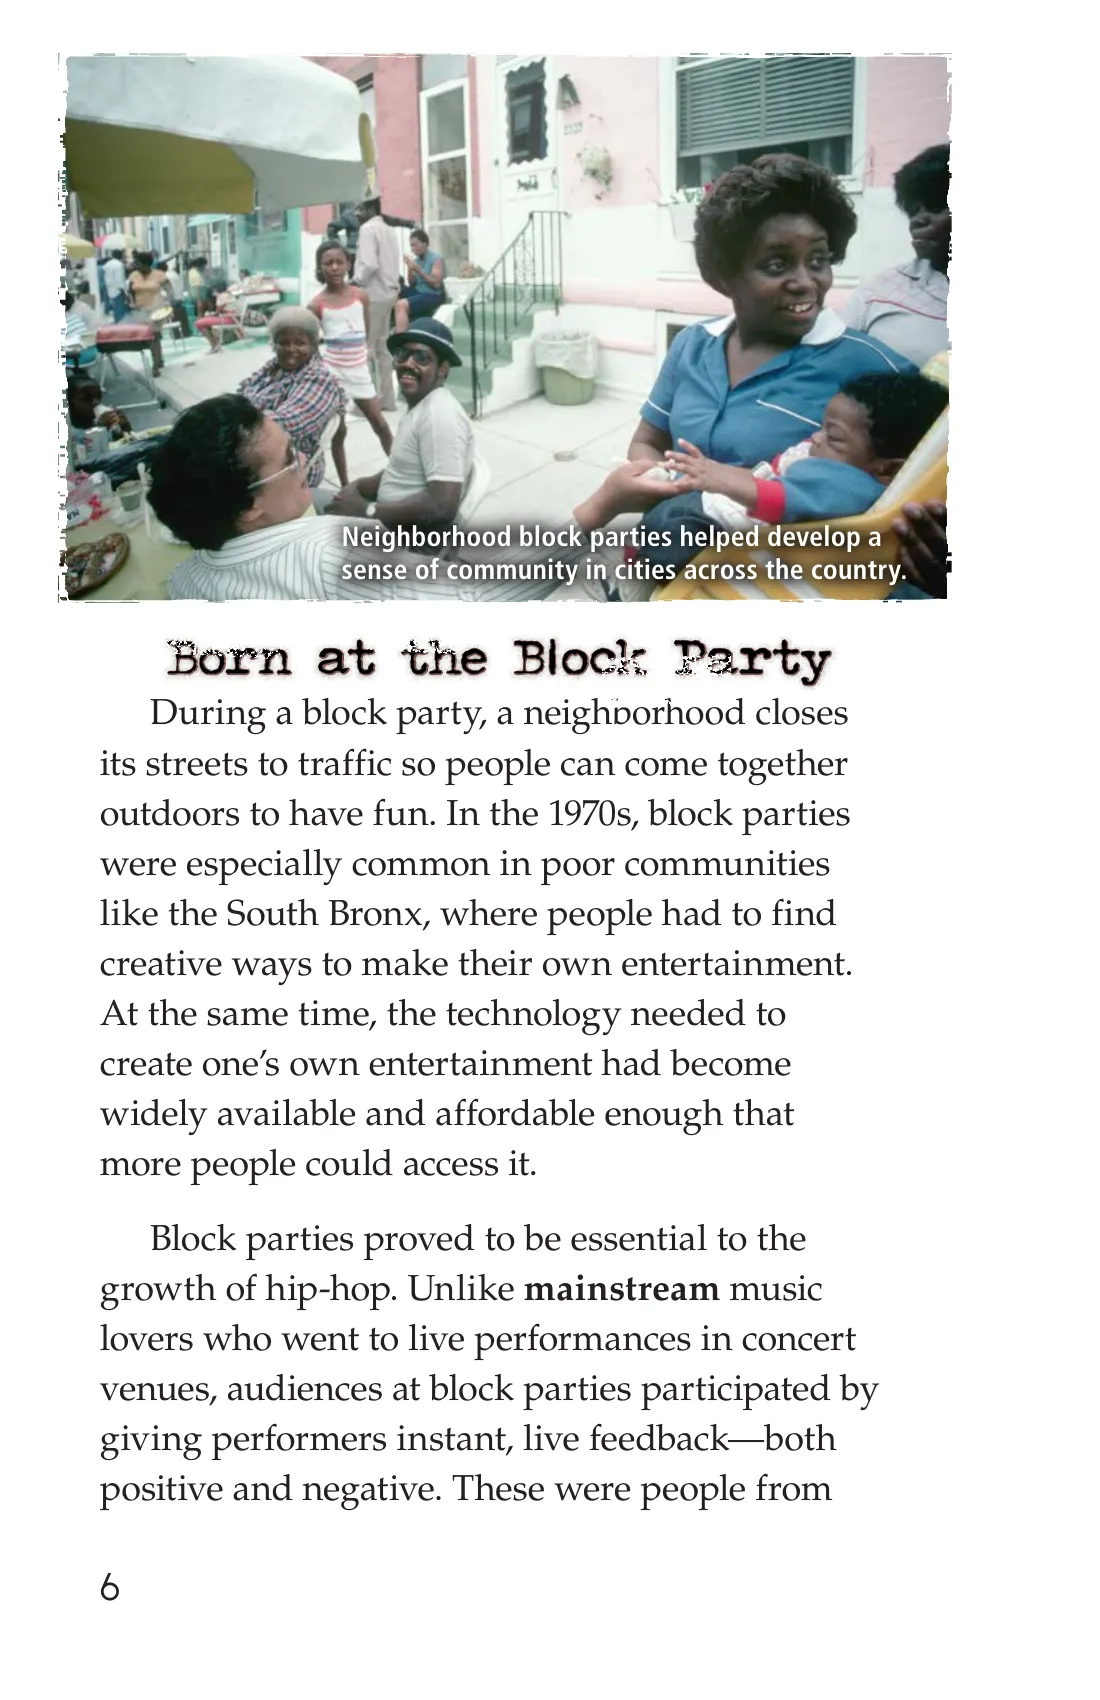 Neighborhood block parties helped develop a
sense of community in cities across the country.
Born at the Block Party
During a block party, a neighborhood closes
its streets to traffic so people can come together
outdoors to have fun. In the 1970s, block parties
were especially common in poor communities
like the South Bronx, where people had to find
creative ways to make their own entertainment.
At the same time, the technology needed to
create one’s own entertainment had become
widely available and affordable enough that
more people could access it.
Block parties proved to be essential to the
growth of hip-hop. Unlike mainstream music
lovers who went to live performances in concert
venues, audiences at block parties participated by
giving performers instant, live feedback—both
positive and negative. These were people from
6